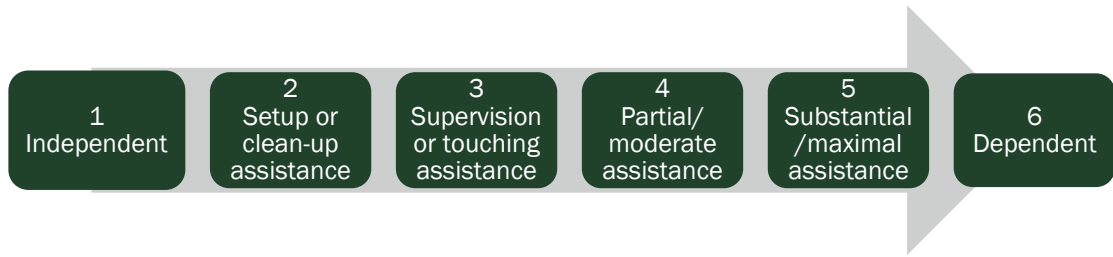 1
Independent
2
Setup or
clean-up
assistance
3
Supervision
or touching
assistance
4
Partial/
moderate
assistance
5
Substantial
/maximal
assistance
6
Dependent